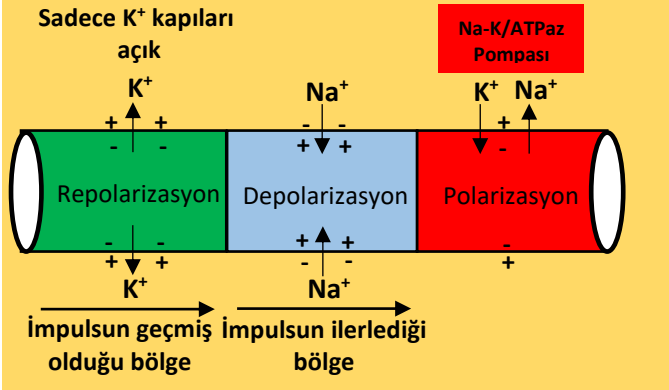 Sadece K⁺ kapıları
açık
Na-K/ATPaz
Pompası
K⁺
Na⁺
K⁺ Na⁺
+ +
- -
- -
+ +
+
-
Repolarizasyon
Depolarizasyon
Polarizasyon
- -
+ +
+ +
- -
-
+
K⁺
Na⁺
İmpulsun geçmiş
olduğu bölge
İmpulsun ilerlediği
bölge